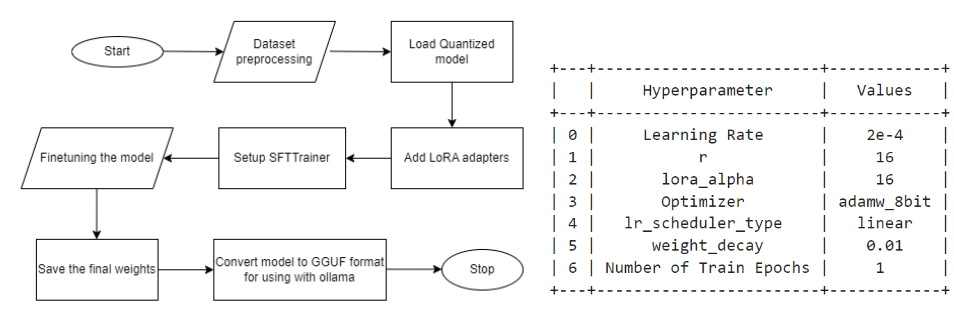 Start
Dataset
preprocessing
Load Quantized
model
Add LoRA adapters
Setup SFTTrainer
Finetuning the model
Save the final weights
Convert model to GGUF format
for using with ollama
Stop
+---+------------------------+------------+
|   |     Hyperparameter     |   Values   |
+---+------------------------+------------+
| 0 |     Learning Rate      |    2e-4    |
| 1 |           r            |     16     |
| 2 |       lora_alpha       |     16     |
| 3 |       Optimizer        | adamw_8bit |
| 4 |   lr_scheduler_type    |   linear   |
| 5 |      weight_decay      |    0.01    |
| 6 | Number of Train Epochs |     1      |
+---+------------------------+------------+